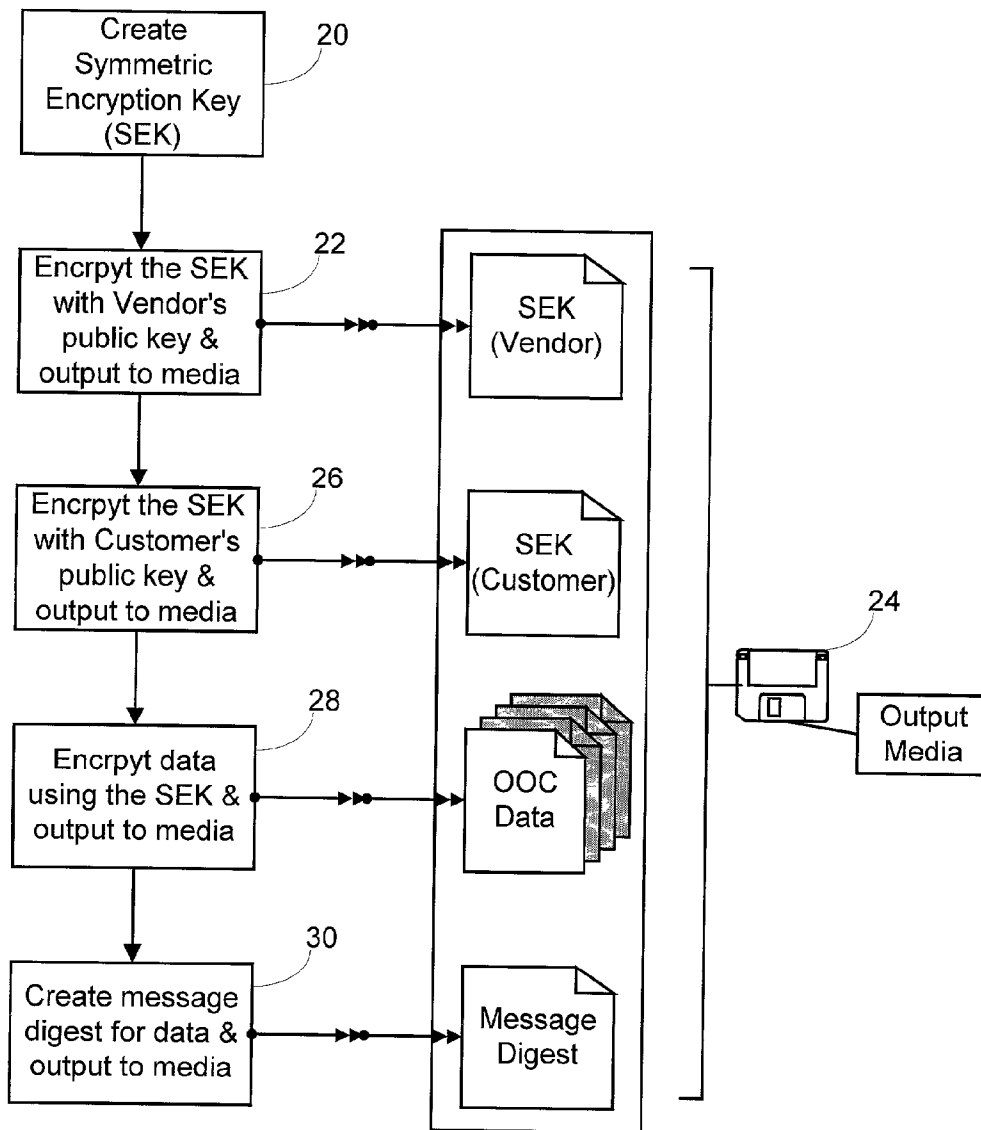 Create
Symmetric
Encryption Key
(SEK)
20
Encrpyt the SEK
with Vendor's
public key &
output to media
22
SEK
(Vendor)
Encrpyt the SEK
with Customer's
public key &
output to media
26
SEK
(Customer)
24
Output
Media
Encrpyt data
using the SEK &
output to media
28
OOC
Data
Create message
digest for data &
output to media
30
Message
Digest